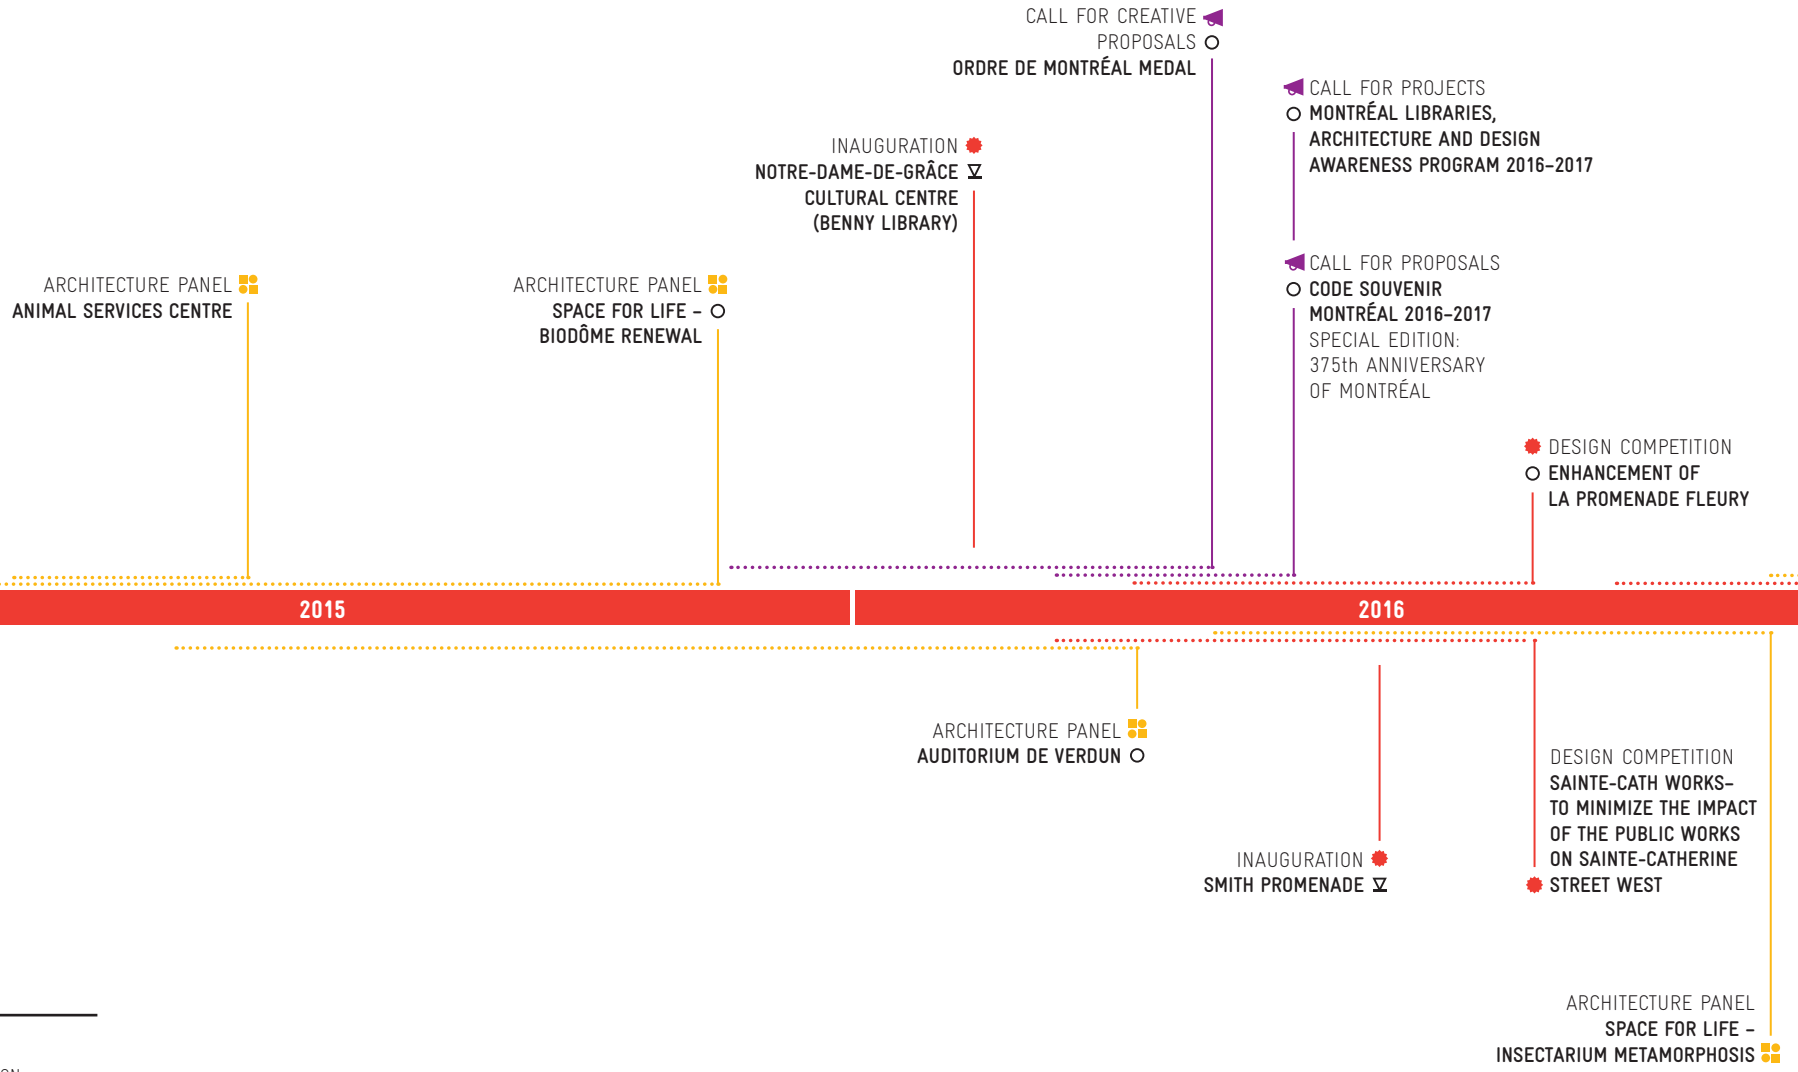 CALL FOR CREATIVE
PROPOSALS
ORDRE DE MONTRÉAL MEDAL
CALL FOR PROJECTS
MONTRÉAL LIBRARIES,
ARCHITECTURE AND DESIGN
AWARENESS PROGRAM 2016–2017
INAUGURATION
NOTRE-DAME-DE-GRÂCE
CULTURAL CENTRE
(BENNY LIBRARY)
CALL FOR PROPOSALS
CODE SOUVENIR
MONTRÉAL 2016–2017
SPECIAL EDITION:
375th ANNIVERSARY
OF MONTRÉAL
ARCHITECTURE PANEL
ANIMAL SERVICES CENTRE
ARCHITECTURE PANEL
SPACE FOR LIFE –
BIODÔME RENEWAL
DESIGN COMPETITION
ENHANCEMENT OF
LA PROMENADE FLEURY
2015
2016
ARCHITECTURE PANEL
AUDITORIUM DE VERDUN
INAUGURATION
SMITH PROMENADE
DESIGN COMPETITION
SAINTE-CATH WORKS–
TO MINIMIZE THE IMPACT
OF THE PUBLIC WORKS
ON SAINTE-CATHERINE
STREET WEST
ARCHITECTURE PANEL
SPACE FOR LIFE –
INSECTARIUM METAMORPHOSIS